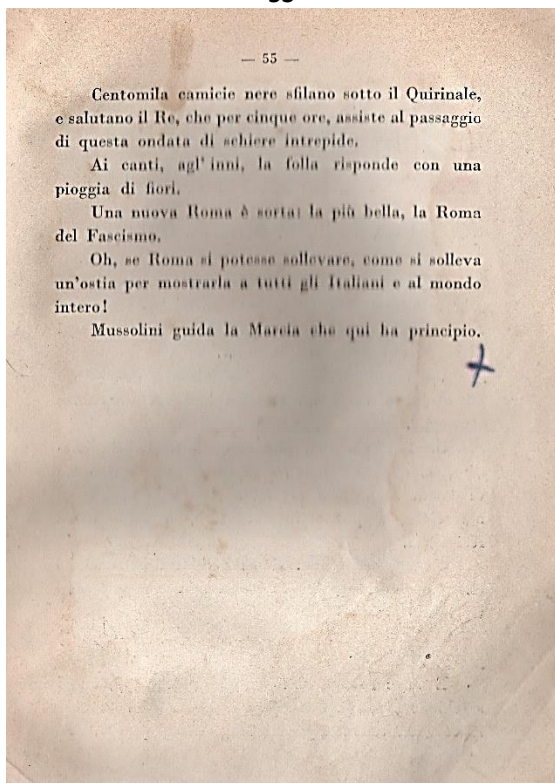 — 55 —
Centomila camicie nere sfilano sotto il Quirinale,
e salutano il Re, che per cinque ore, assiste al passaggio
di questa ondata di schiere intrepide.
Ai canti, agl' inni, la folla risponde con una
pioggia di fiori.
Una nuova Roma è sorta: la più bella, la Roma
del Fascismo.
Oh, se Roma si potesse sollevare, come si solleva
un'ostia per mostrarla a tutti gli Italiani e al mondo
intero!
Mussolini guida la Marcia che qui ha principio.